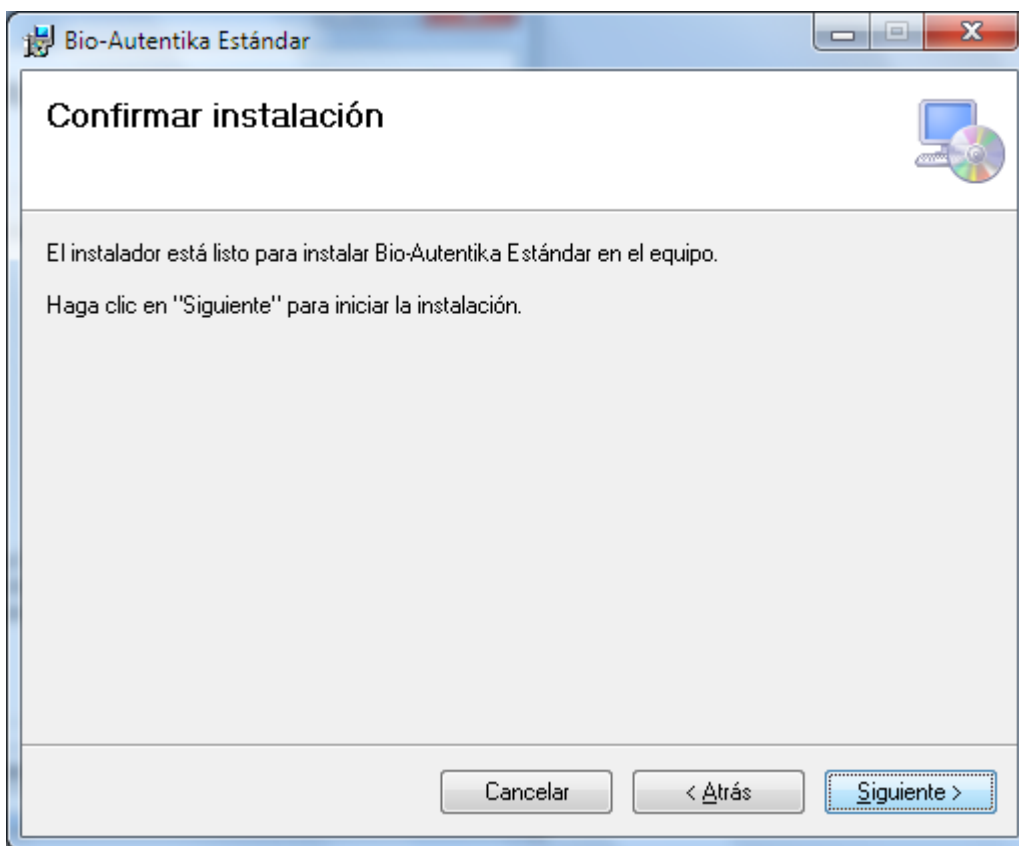 Bio-Autentika Estándar
Confirmar instalación
El instalador está listo para instalar Bio-Autentika Estándar en el equipo.
Haga clic en "Siguiente" para iniciar la instalación.
Cancelar
< Atrás
Siguiente >